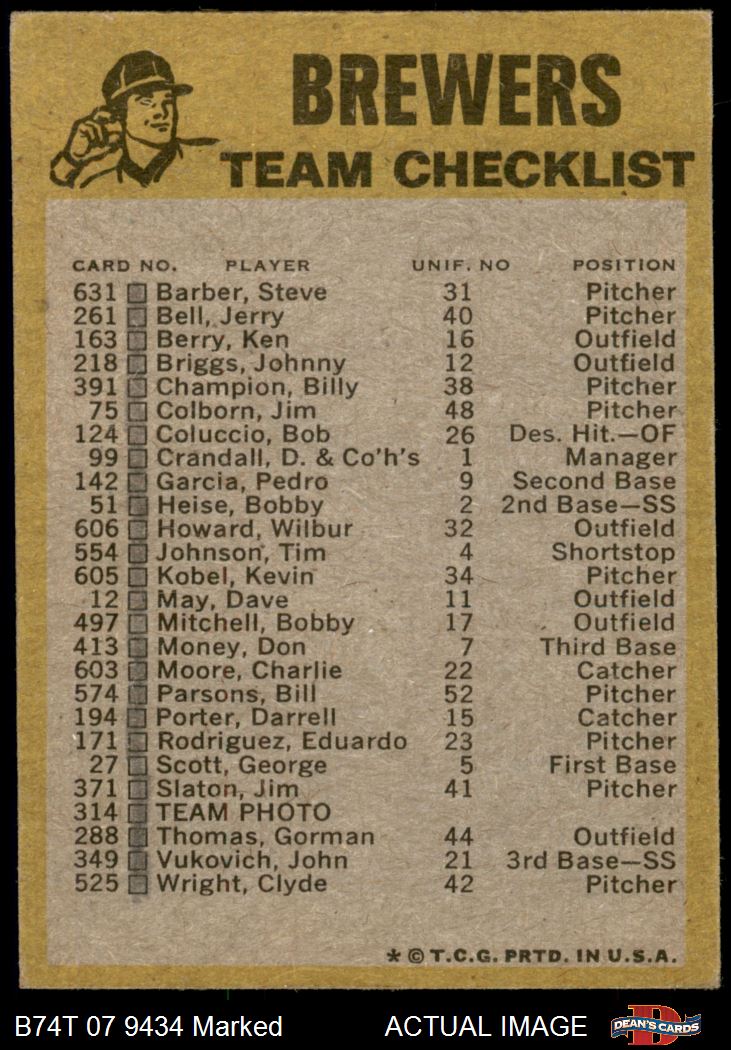 BREWERS
TEAM CHECKLIST
CARD NO. PLAYER UNIF. NO POSITION
631 Barber, Steve 31 Pitcher
261 Bell, Jerry 40 Pitcher
163 Berry, Ken 16 Outfield
218 Briggs, Johnny 12 Outfield
391 Champion, Billy 38 Pitcher
75 Colborn, Jim 48 Pitcher
124 Coluccio, Bob 26 Des. Hit.—OF
99 Crandall, D. & Co'h's 1 Manager
142 Garcia, Pedro 9 Second Base
51 Heise, Bobby 2 2nd Base—SS
606 Howard, Wilbur 32 Outfield
554 Johnson, Tim 4 Shortstop
605 Kobel, Kevin 34 Pitcher
12 May, Dave 11 Outfield
497 Mitchell, Bobby 17 Outfield
413 Money, Don 7 Third Base
603 Moore, Charlie 22 Catcher
574 Parsons, Bill 52 Pitcher
194 Porter, Darrell 15 Catcher
171 Rodriguez, Eduardo 23 Pitcher
27 Scott, George 5 First Base
371 Slaton, Jim 41 Pitcher
314 TEAM PHOTO
288 Thomas, Gorman 44 Outfield
349 Vukovich, John 21 3rd Base—SS
525 Wright, Clyde 42 Pitcher
* © T.C.G. PRTD. IN U.S.A.
B74T 07 9434 Marked ACTUAL IMAGE DEAN'S CARDS